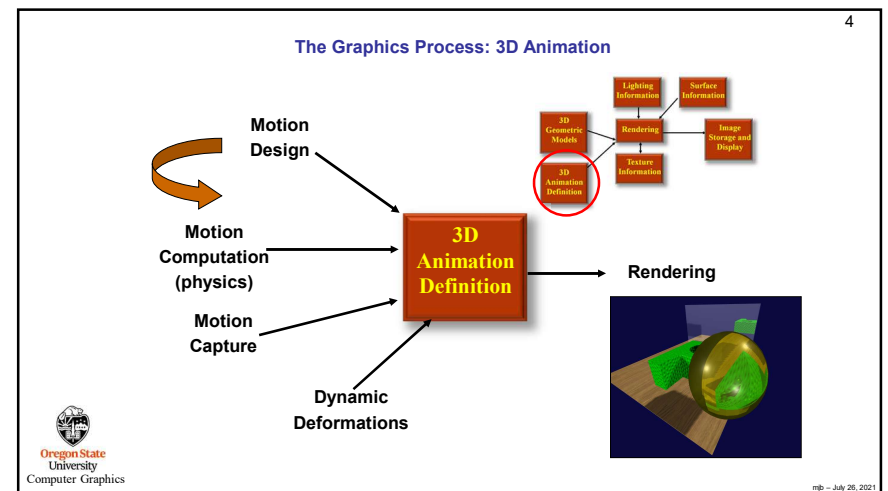 4
The Graphics Process: 3D Animation
Lighting
Information
Surface
Information
3D
Geometric
Models
Rendering
Image
Storage and
Display
3D
Animation
Definition
Texture
Information
Motion
Design
Motion
Computation
(physics)
Motion
Capture
Dynamic
Deformations
3D
Animation
Definition
Rendering
Oregon State
University
Computer Graphics
mjb – July 26, 2021